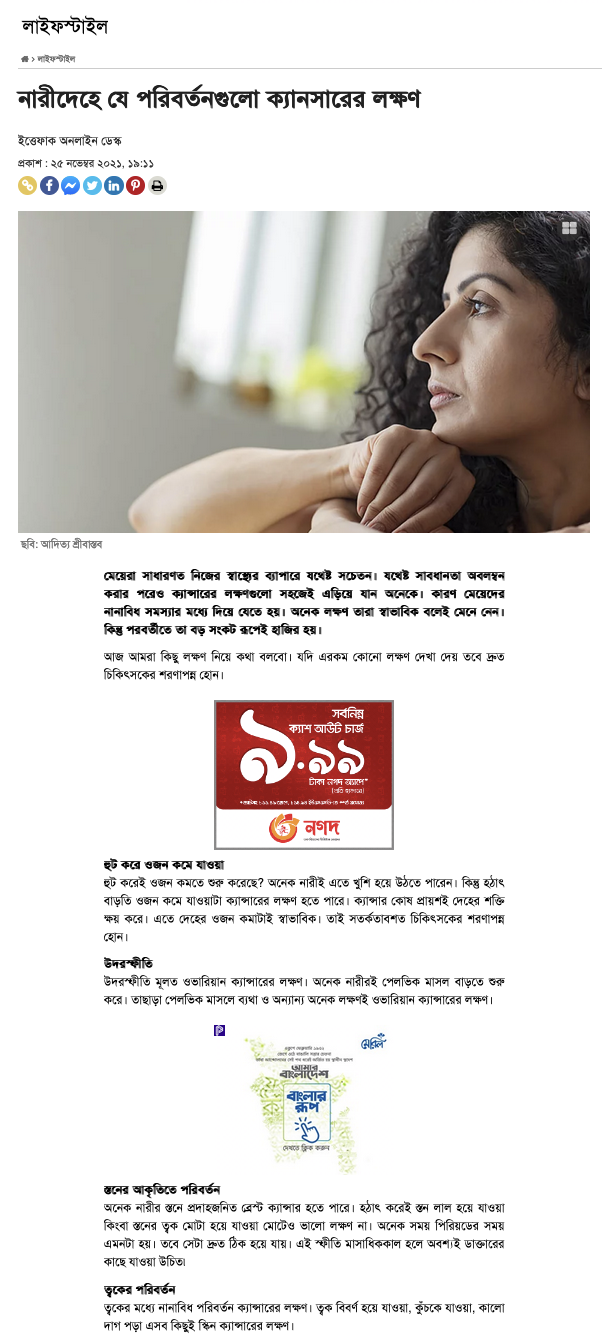 লাইফস্টাইল
লাইফস্টাইল
নারীদেহে যে পরিবর্তনগুলো ক্যানসারের লক্ষণ
ইত্তেফাক অনলাইন ডেস্ক
প্রকাশ : ২৫ নভেম্বর ২০২১, ১৯:১১
ছবি: আদিত্য শ্রীবাস্তব
মেয়েরা সাধারণত নিজের স্বাস্থ্যের ব্যাপারে যথেষ্ট সচেতন। যথেষ্ট সাবধানতা অবলম্বন
করার পরেও ক্যান্সারের লক্ষণগুলো সহজেই এড়িয়ে যান অনেকে। কারণ মেয়েদের
নানাবিধ সমস্যার মধ্যে দিয়ে যেতে হয়। অনেক লক্ষণ তারা স্বাভাবিক বলেই মেনে নেন।
কিন্তু পরবর্তীতে তা বড় সংকট রূপেই হাজির হয়।
আজ আমরা কিছু লক্ষণ নিয়ে কথা বলবো। যদি এরকম কোনো লক্ষণ দেখা দেয় তবে দ্রুত
চিকিৎসকের শরণাপন্ন হোন।
সর্বনিম্ন
ক্যাশ আউট চার্জ
৯.৯৯
টাকা নগদ অ্যাপে*
নগদ
হুট করে ওজন কমে যাওয়া
হুট করেই ওজন কমতে শুরু করেছে? অনেক নারীই এতে খুশি হয়ে উঠতে পারেন। কিন্তু হঠাৎ
বাড়তি ওজন কমে যাওয়াটা ক্যান্সারের লক্ষণ হতে পারে। ক্যান্সার কোষ প্রায়শই দেহের শক্তি
ক্ষয় করে। এতে দেহের ওজন কমাটাই স্বাভাবিক। তাই সতর্কতাবশত চিকিৎসকের শরণাপন্ন
হোন।
উদরস্ফীতি
উদরস্ফীতি মূলত ওভারিয়ান ক্যান্সারের লক্ষণ। অনেক নারীরই পেলভিক মাসল বাড়তে শুরু
করে। তাছাড়া পেলভিক মাসলে ব্যথা ও অন্যান্য অনেক লক্ষণই ওভারিয়ান ক্যান্সারের লক্ষণ।
মেরিল
আমার
বাংলাদেশ
বাংলার
রূপ
দেখতে ক্লিক করুন
স্তনের আকৃতিতে পরিবর্তন
অনেক নারীর স্তনে প্রদাহজনিত ব্রেস্ট ক্যান্সার হতে পারে। হঠাৎ করেই স্তন লাল হয়ে যাওয়া
কিংবা স্তনের ত্বক মোটা হয়ে যাওয়া মোটেও ভালো লক্ষণ না। অনেক সময় পিরিয়ডের সময়
এমনটা হয়। তবে সেটা দ্রুত ঠিক হয়ে যায়। এই স্ফীতি মাসাধিককাল হলে অবশ্যই ডাক্তারের
কাছে যাওয়া উচিত৷
ত্বকের পরিবর্তন
ত্বকের মধ্যে নানাবিধ পরিবর্তন ক্যান্সারের লক্ষণ। ত্বক বিবর্ণ হয়ে যাওয়া, কুঁচকে যাওয়া, কালো
দাগ পড়া এসব কিছুই স্কিন ক্যান্সারের লক্ষণ।